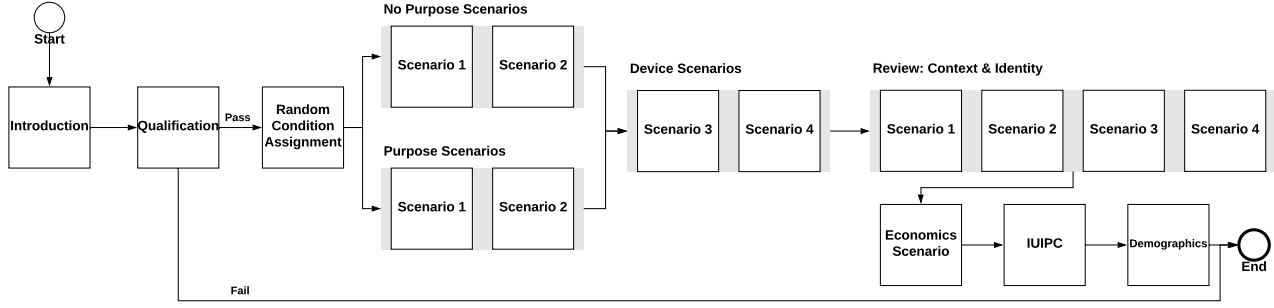 Start
Introduction
Qualification
Pass
Random
Condition
Assignment
No Purpose Scenarios
Scenario 1
Scenario 2
Purpose Scenarios
Scenario 1
Scenario 2
Device Scenarios
Scenario 3
Scenario 4
Review: Context & Identity
Scenario 1
Scenario 2
Scenario 3
Scenario 4
Economics
Scenario
IUIPC
Demographics
End
Fail